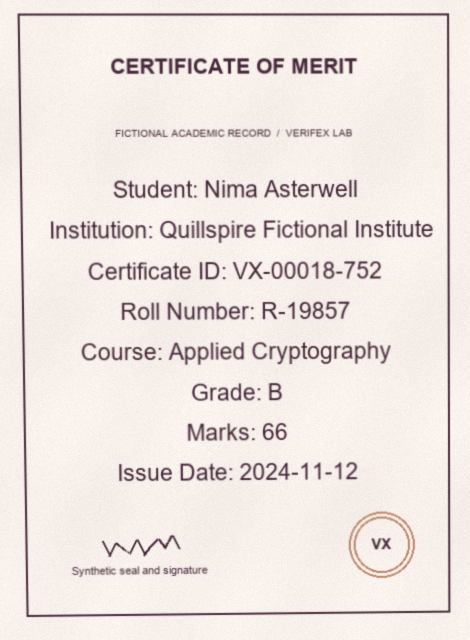 CERTIFICATE OF MERIT
FICTIONAL ACADEMIC RECORD / VERIFEX LAB
Student: Nima Asterwell
Institution: Quillspire Fictional Institute
Certificate ID: VX-00018-752
Roll Number: R-19857
Course: Applied Cryptography
Grade: B
Marks: 66
Issue Date: 2024-11-12
VX
Synthetic seal and signature